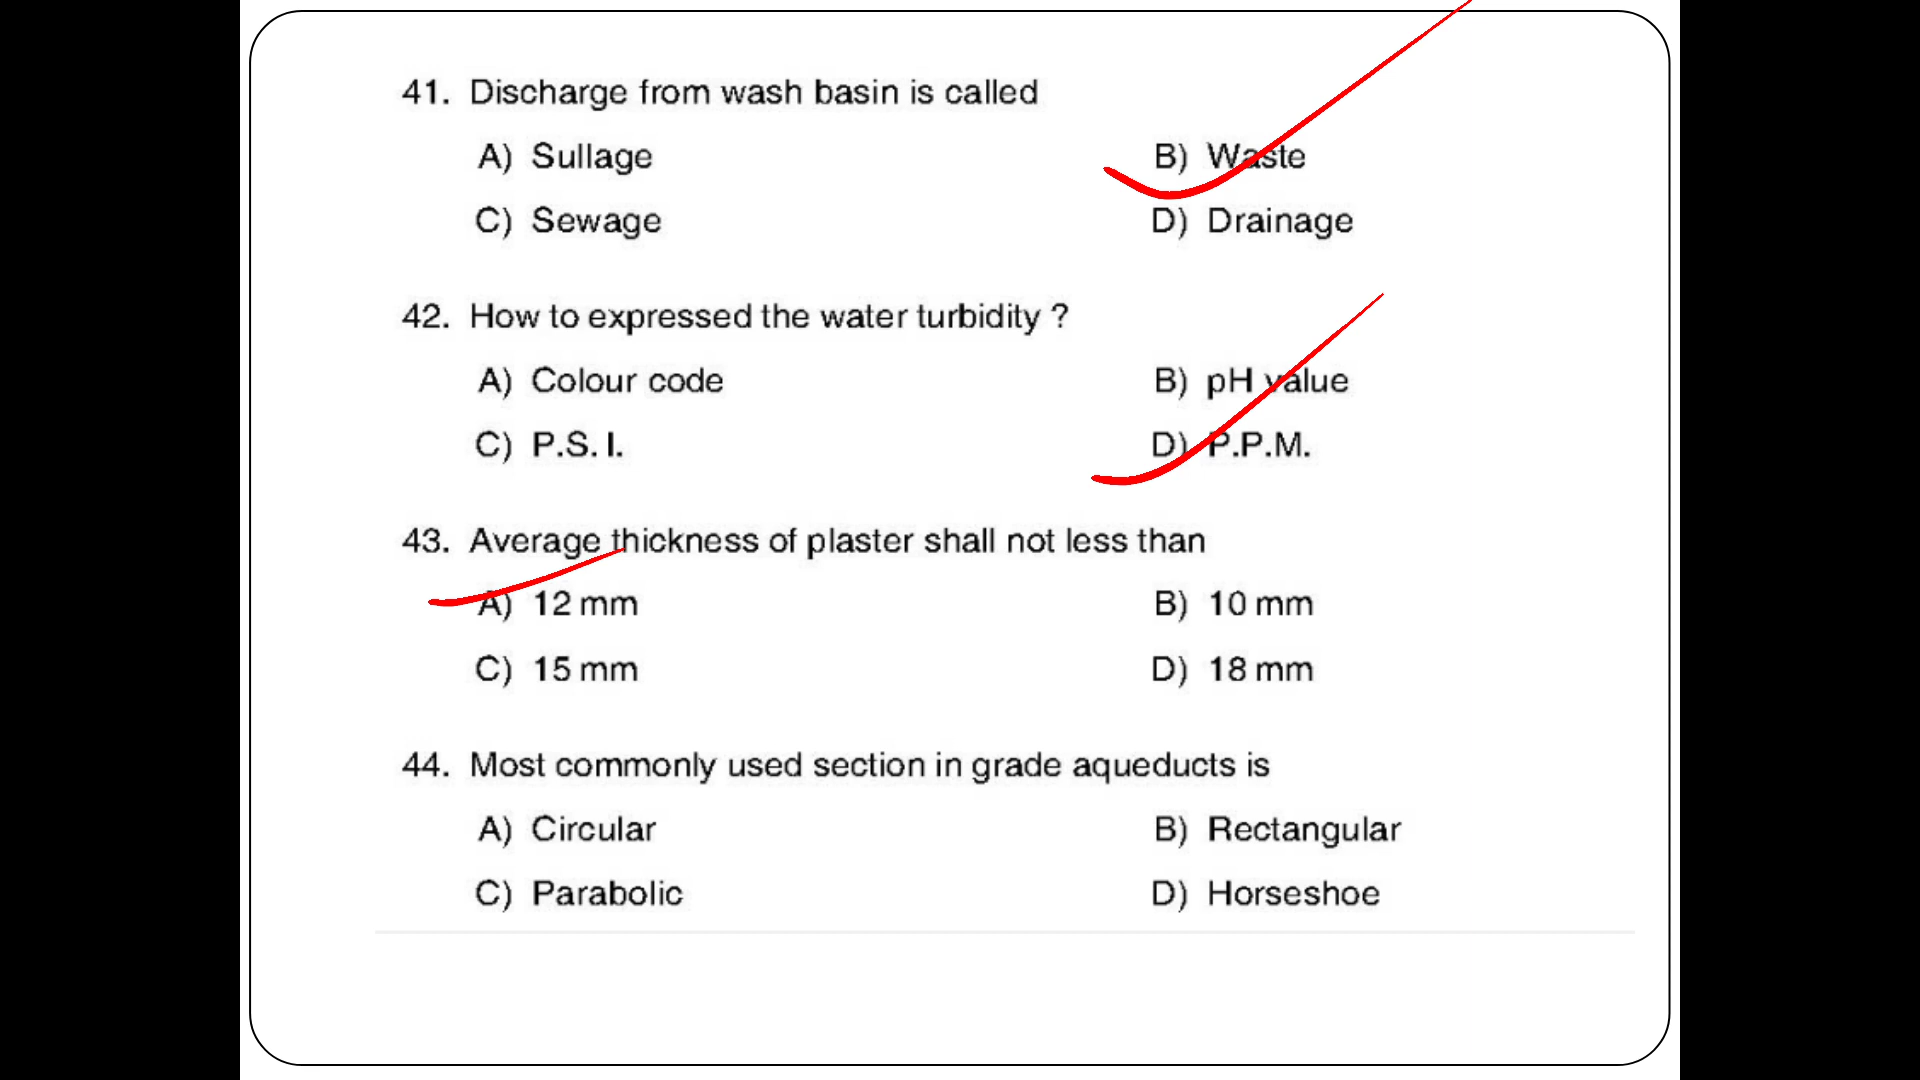 41. Discharge from wash basin is called
A) Sullage B) Waste
C) Sewage D) Drainage
42. How to expressed the water turbidity ?
A) Colour code B) pH value
C) P.S.I. D) P.P.M.
43. Average thickness of plaster shall not less than
A) 12 mm B) 10 mm
C) 15 mm D) 18 mm
44. Most commonly used section in grade aqueducts is
A) Circular B) Rectangular
C) Parabolic D) Horseshoe